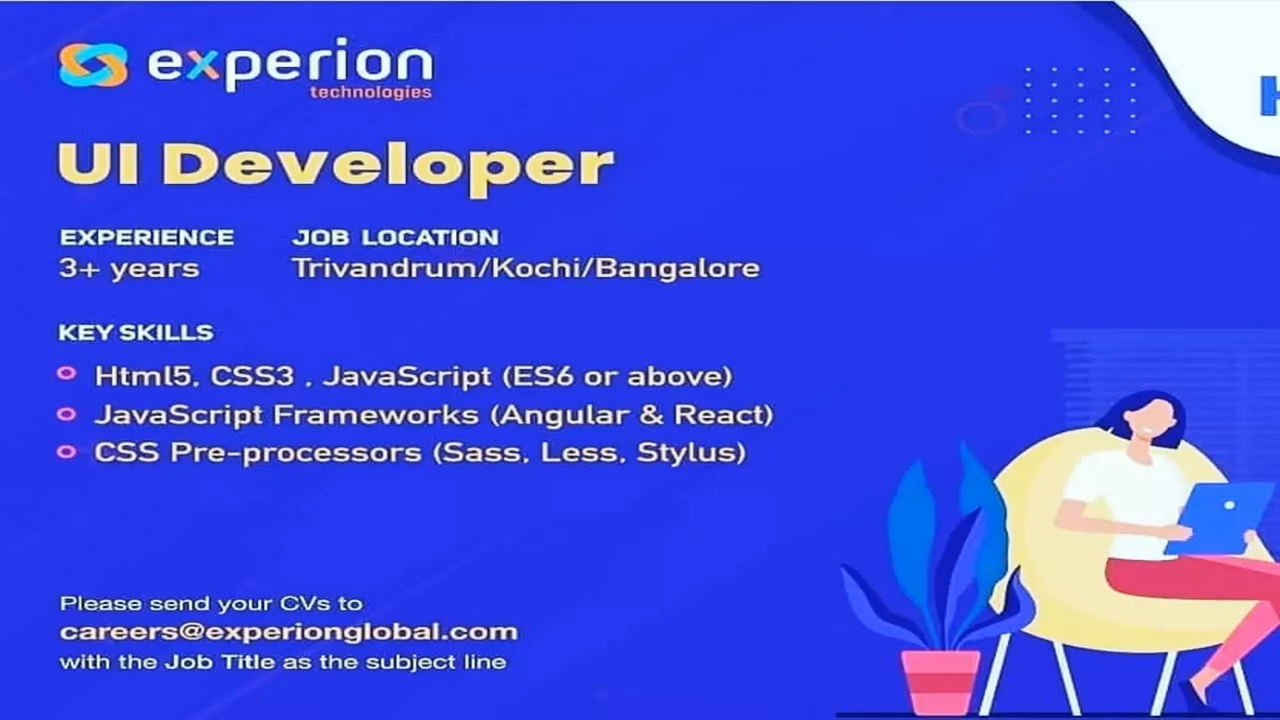 experion
technologies
UI Developer
EXPERIENCE
3+ years
JOB LOCATION
Trivandrum/Kochi/Bangalore
KEY SKILLS
Html5, CSS3 , JavaScript (ES6 or above)
JavaScript Frameworks (Angular & React)
CSS Pre-processors (Sass, Less, Stylus)
Please send your CVs to
careers@experionglobal.com
with the Job Title as the subject line